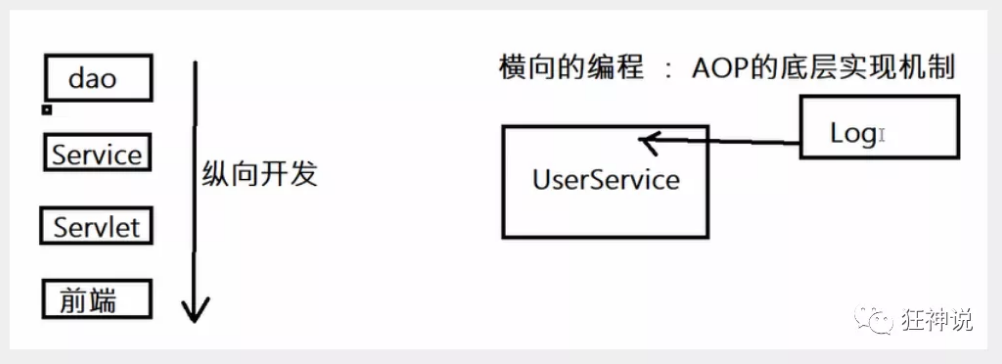 dao
Service
Servlet
前端
纵向开发
横向的编程 : AOP的底层实现机制
Log
UserService
狂神说